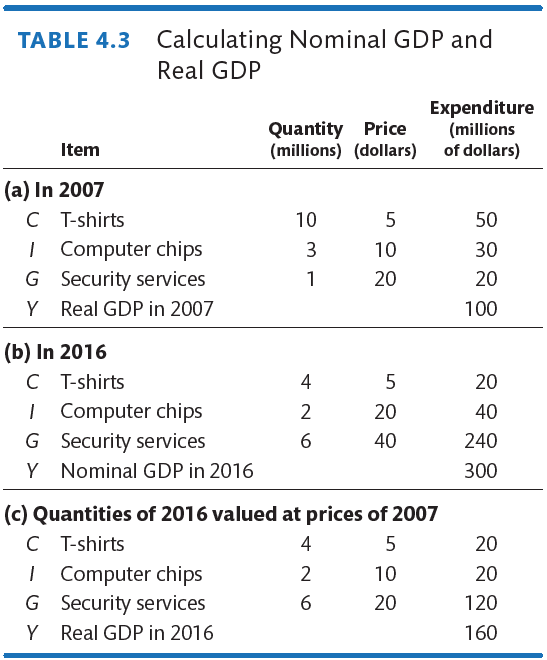 TABLE 4.3 Calculating Nominal GDP and
Real GDP
Item Quantity (millions) Price (dollars) Expenditure (millions of dollars)
(a) In 2007
C T-shirts 10 5 50
I Computer chips 3 10 30
G Security services 1 20 20
Y Real GDP in 2007 100
(b) In 2016
C T-shirts 4 5 20
I Computer chips 2 20 40
G Security services 6 40 240
Y Nominal GDP in 2016 300
(c) Quantities of 2016 valued at prices of 2007
C T-shirts 4 5 20
I Computer chips 2 10 20
G Security services 6 20 120
Y Real GDP in 2016 160